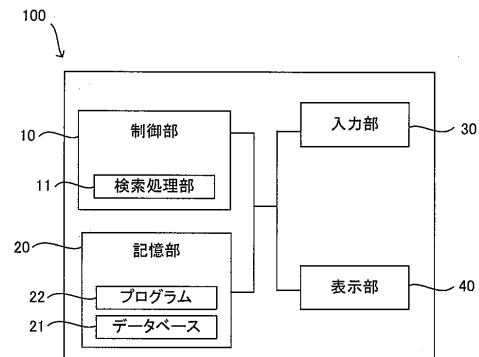 100
10
制御部
11
検索処理部
20
記憶部
22
プログラム
21
データベース
入力部
30
表示部
40